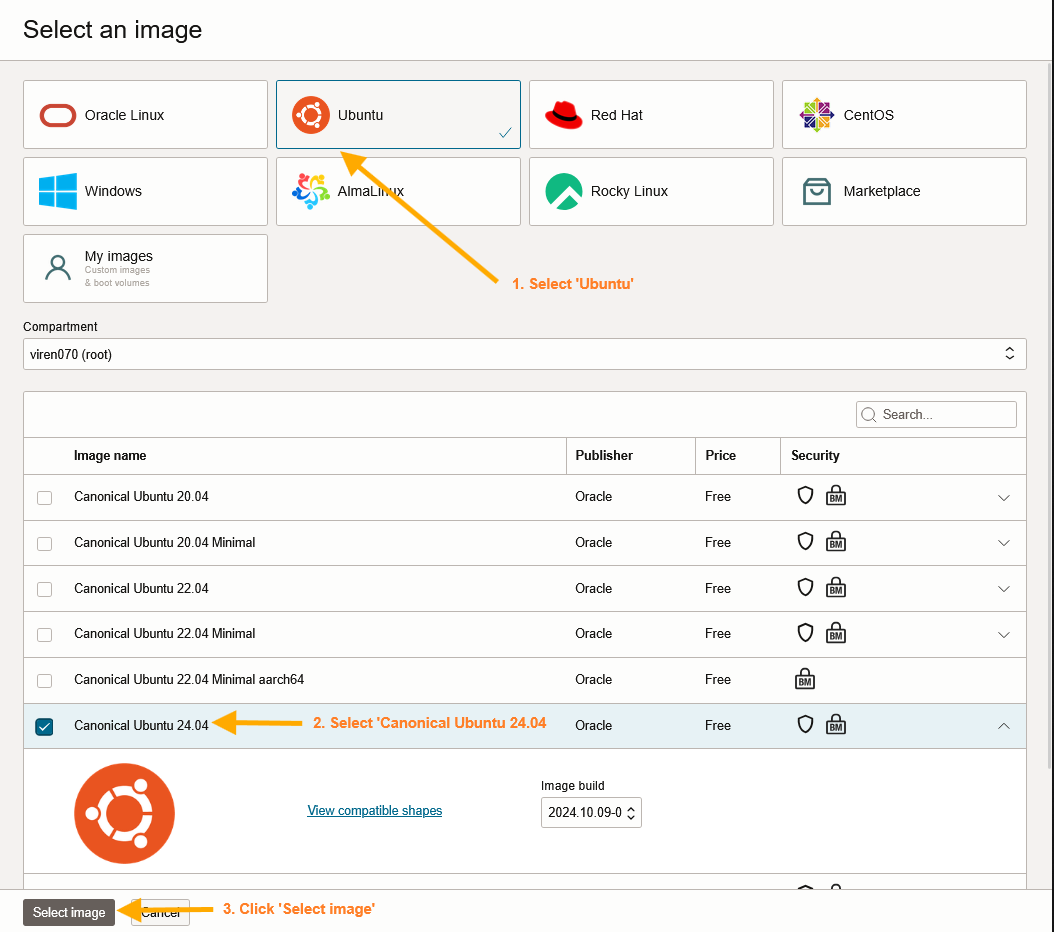 Select an image
Oracle Linux
Ubuntu
Red Hat
CentOS
Windows
AlmaLinux
Rocky Linux
Marketplace
My images
Custom images
& boot volumes
1. Select 'Ubuntu'
Compartment
viren070 (root)
Search...
Image name Publisher Price Security
Canonical Ubuntu 20.04 Oracle Free BM
Canonical Ubuntu 20.04 Minimal Oracle Free BM
Canonical Ubuntu 22.04 Oracle Free BM
Canonical Ubuntu 22.04 Minimal Oracle Free BM
Canonical Ubuntu 22.04 Minimal aarch64 Oracle Free BM
Canonical Ubuntu 24.04 2. Select 'Canonical Ubuntu 24.04 Oracle Free BM
Image build
View compatible shapes
2024.10.09-0
Select image Cancel 3. Click 'Select image'